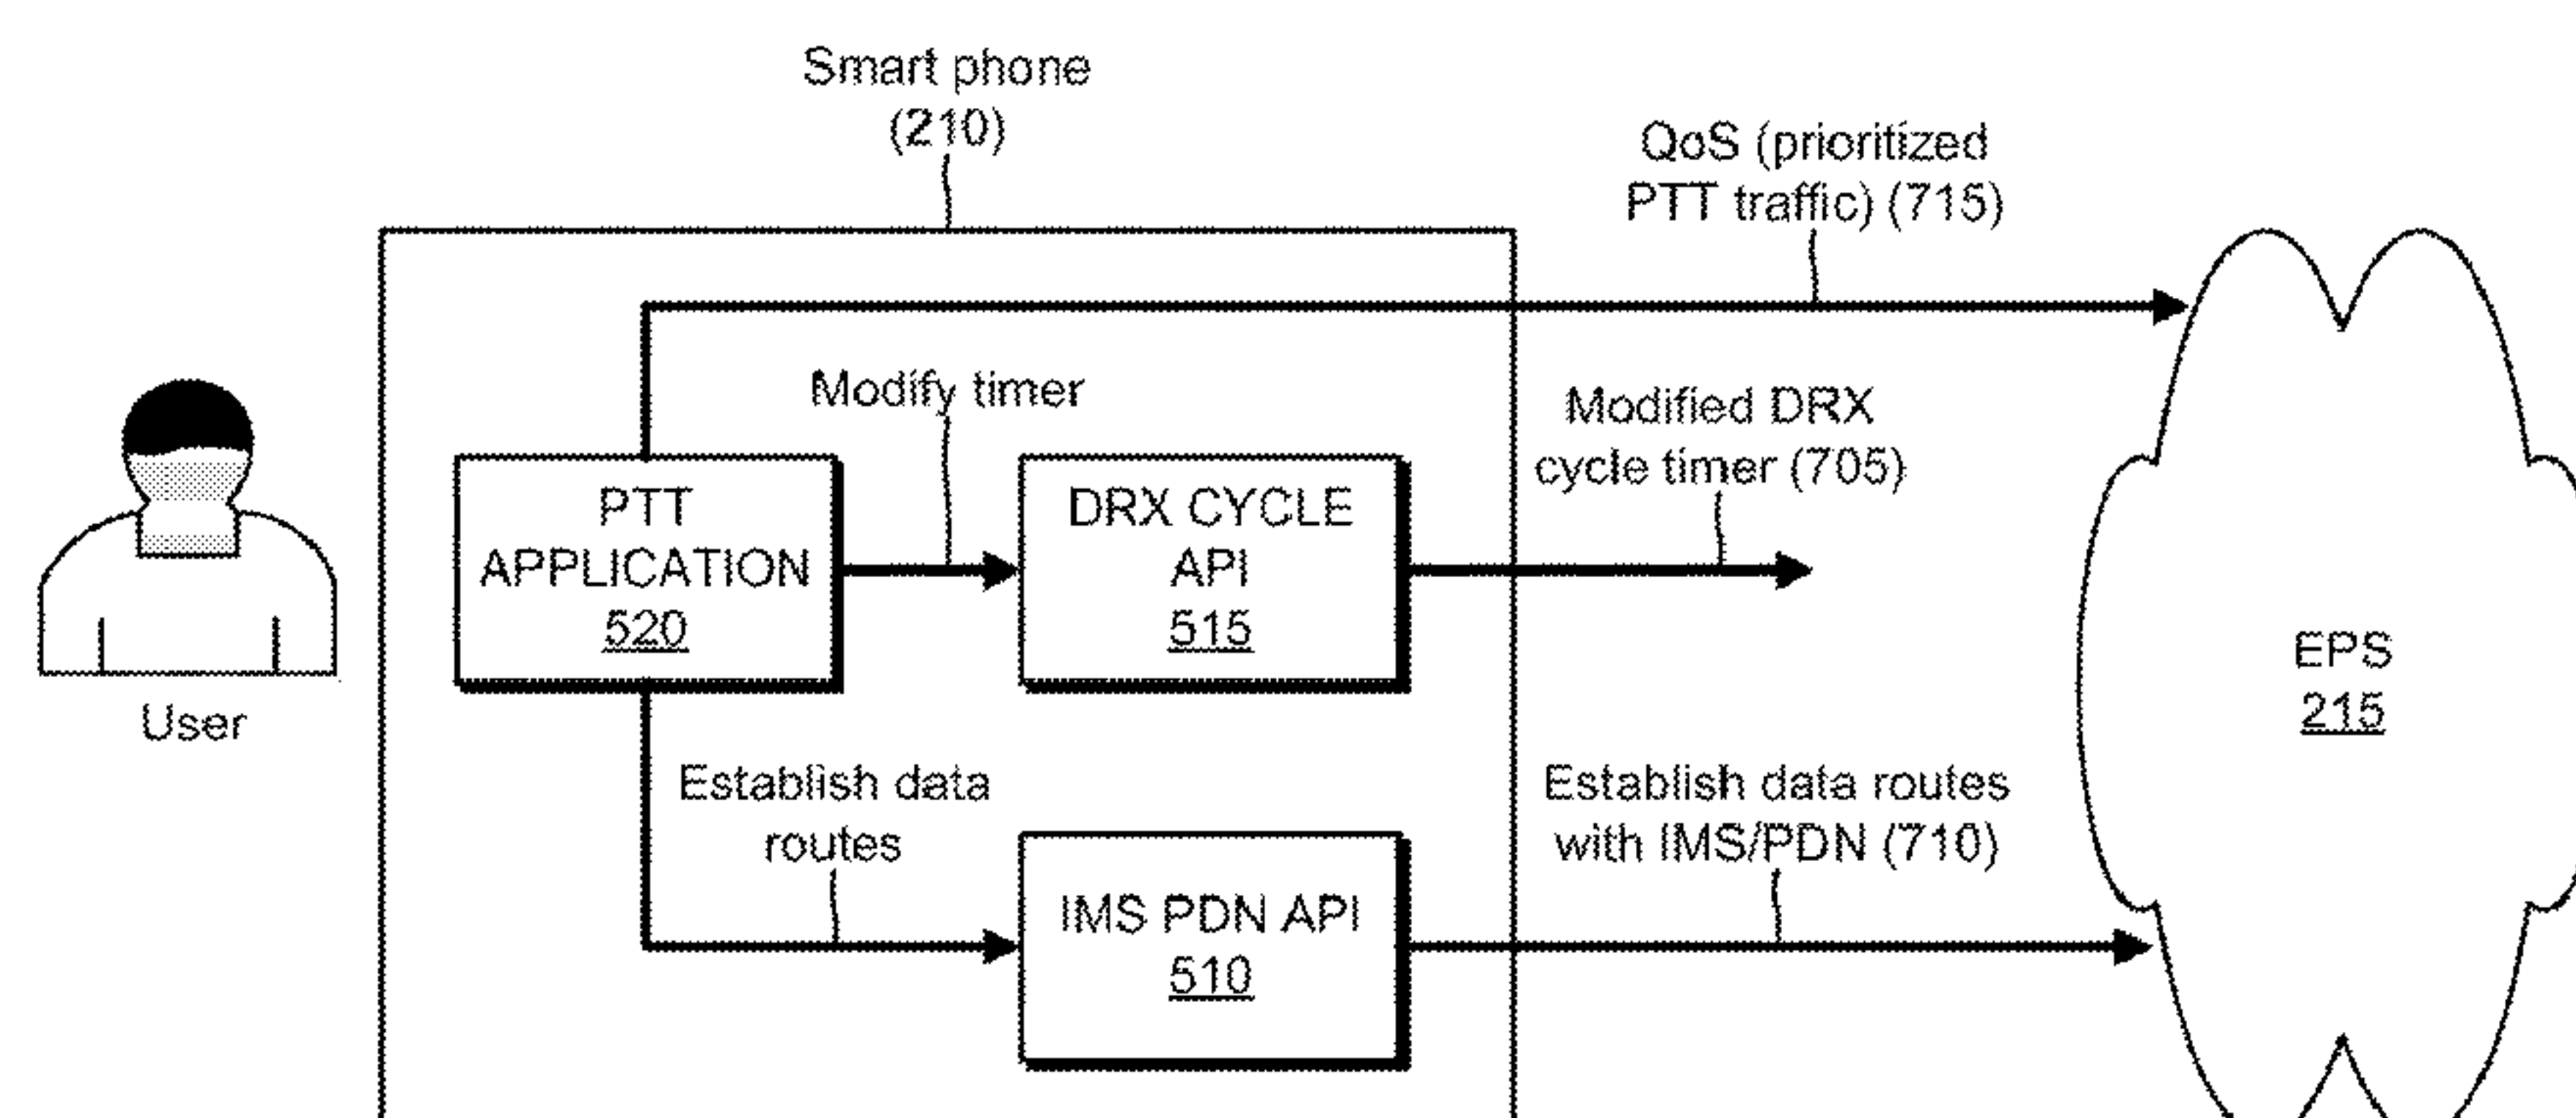 Smart phone
(210)
QoS (prioritized
PTT traffic) (715)
Modify timer
Modified DRX
cycle timer (705)
PTT
APPLICATION
520
DRX CYCLE
API
515
User
EPS
215
Establish data
routes
Establish data routes
with IMS/PDN (710)
IMS PDN API
510